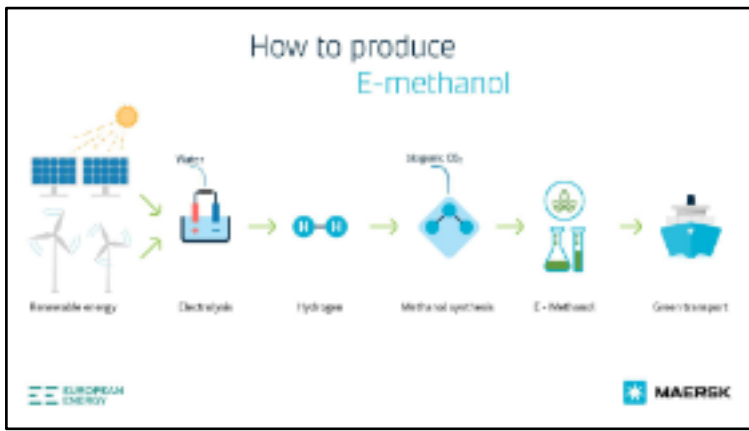 How to produce
E-methanol
Water
Biogenic CO₂
H H
Renewable energy
Electrolysis
Hydrogen
Methanol synthesis
E - Methanol
Green transport
EUROPEAN
ENERGY
MAERSK